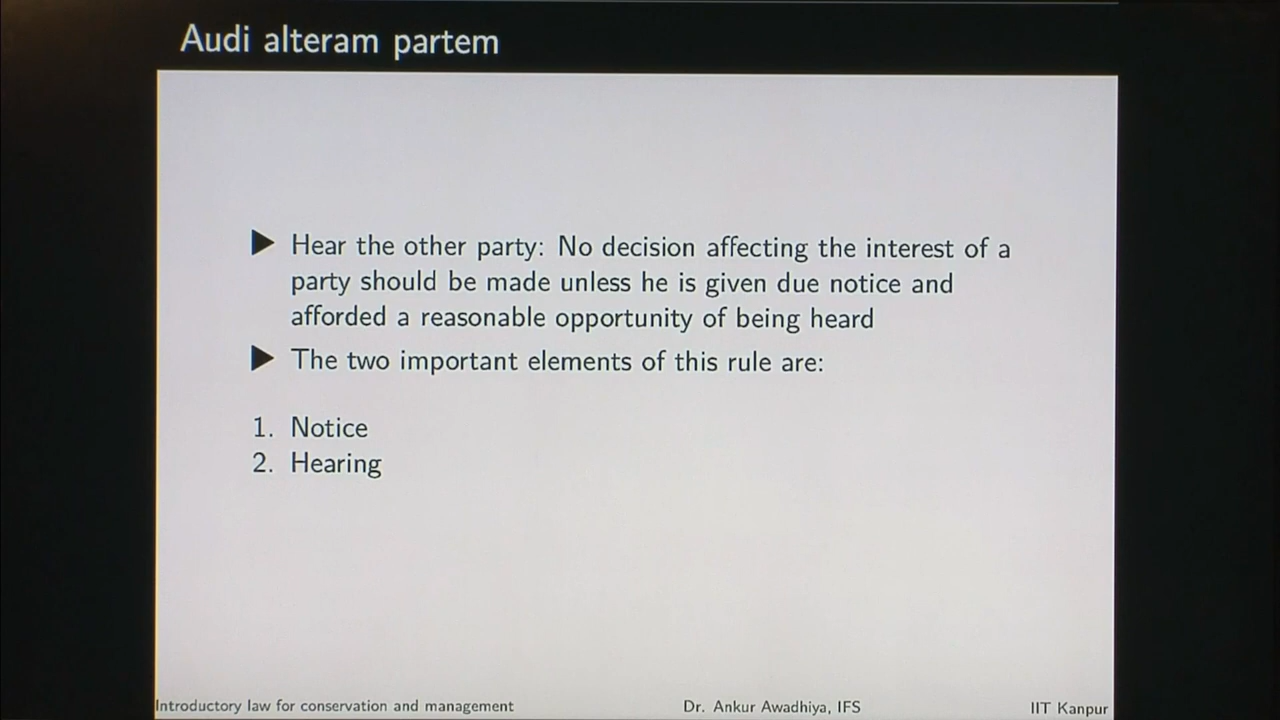 Audi alteram partem
▶ Hear the other party: No decision affecting the interest of a
party should be made unless he is given due notice and
afforded a reasonable opportunity of being heard
▶ The two important elements of this rule are:
1. Notice
2. Hearing
Introductory law for conservation and management Dr. Ankur Awadhiya, IFS IIT Kanpur